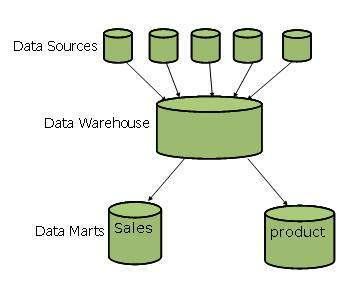 Data Sources
Data Warehouse
Data Marts
Sales
product